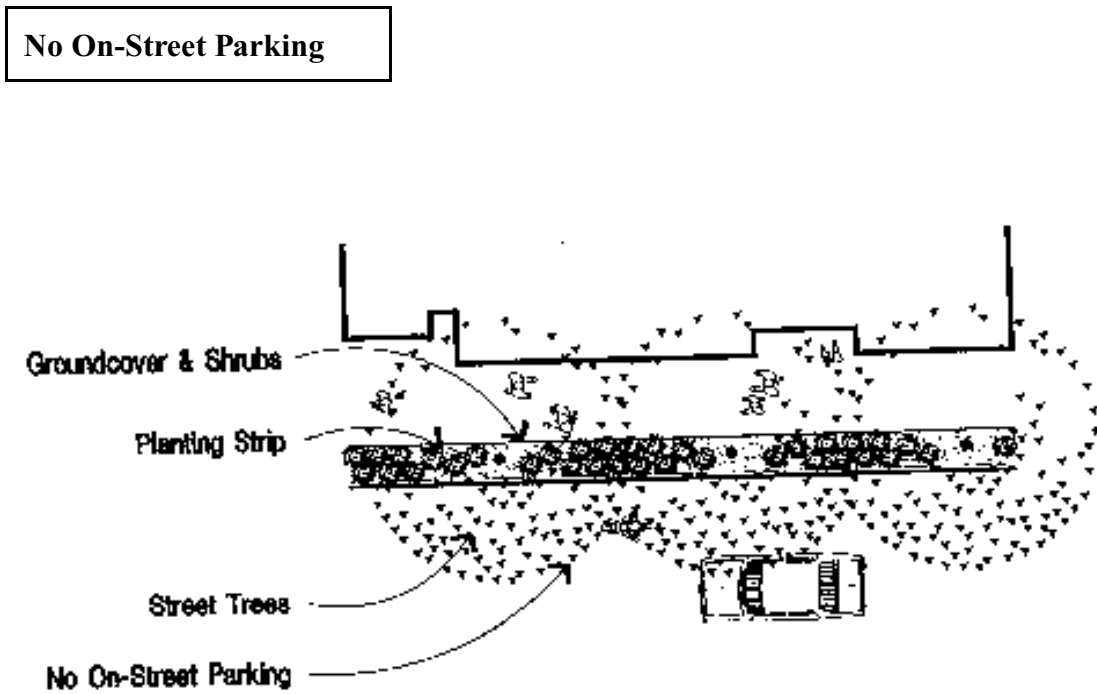 No On-Street Parking
Groundcover & Shrubs
Planting Strip
Street Trees
No On-Street Parking